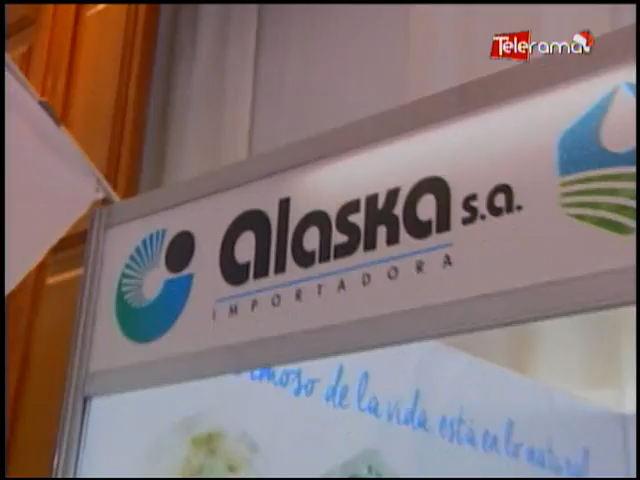 Telerama
alaska s.a.
IMPORTADORA
de la vida está en lo natural